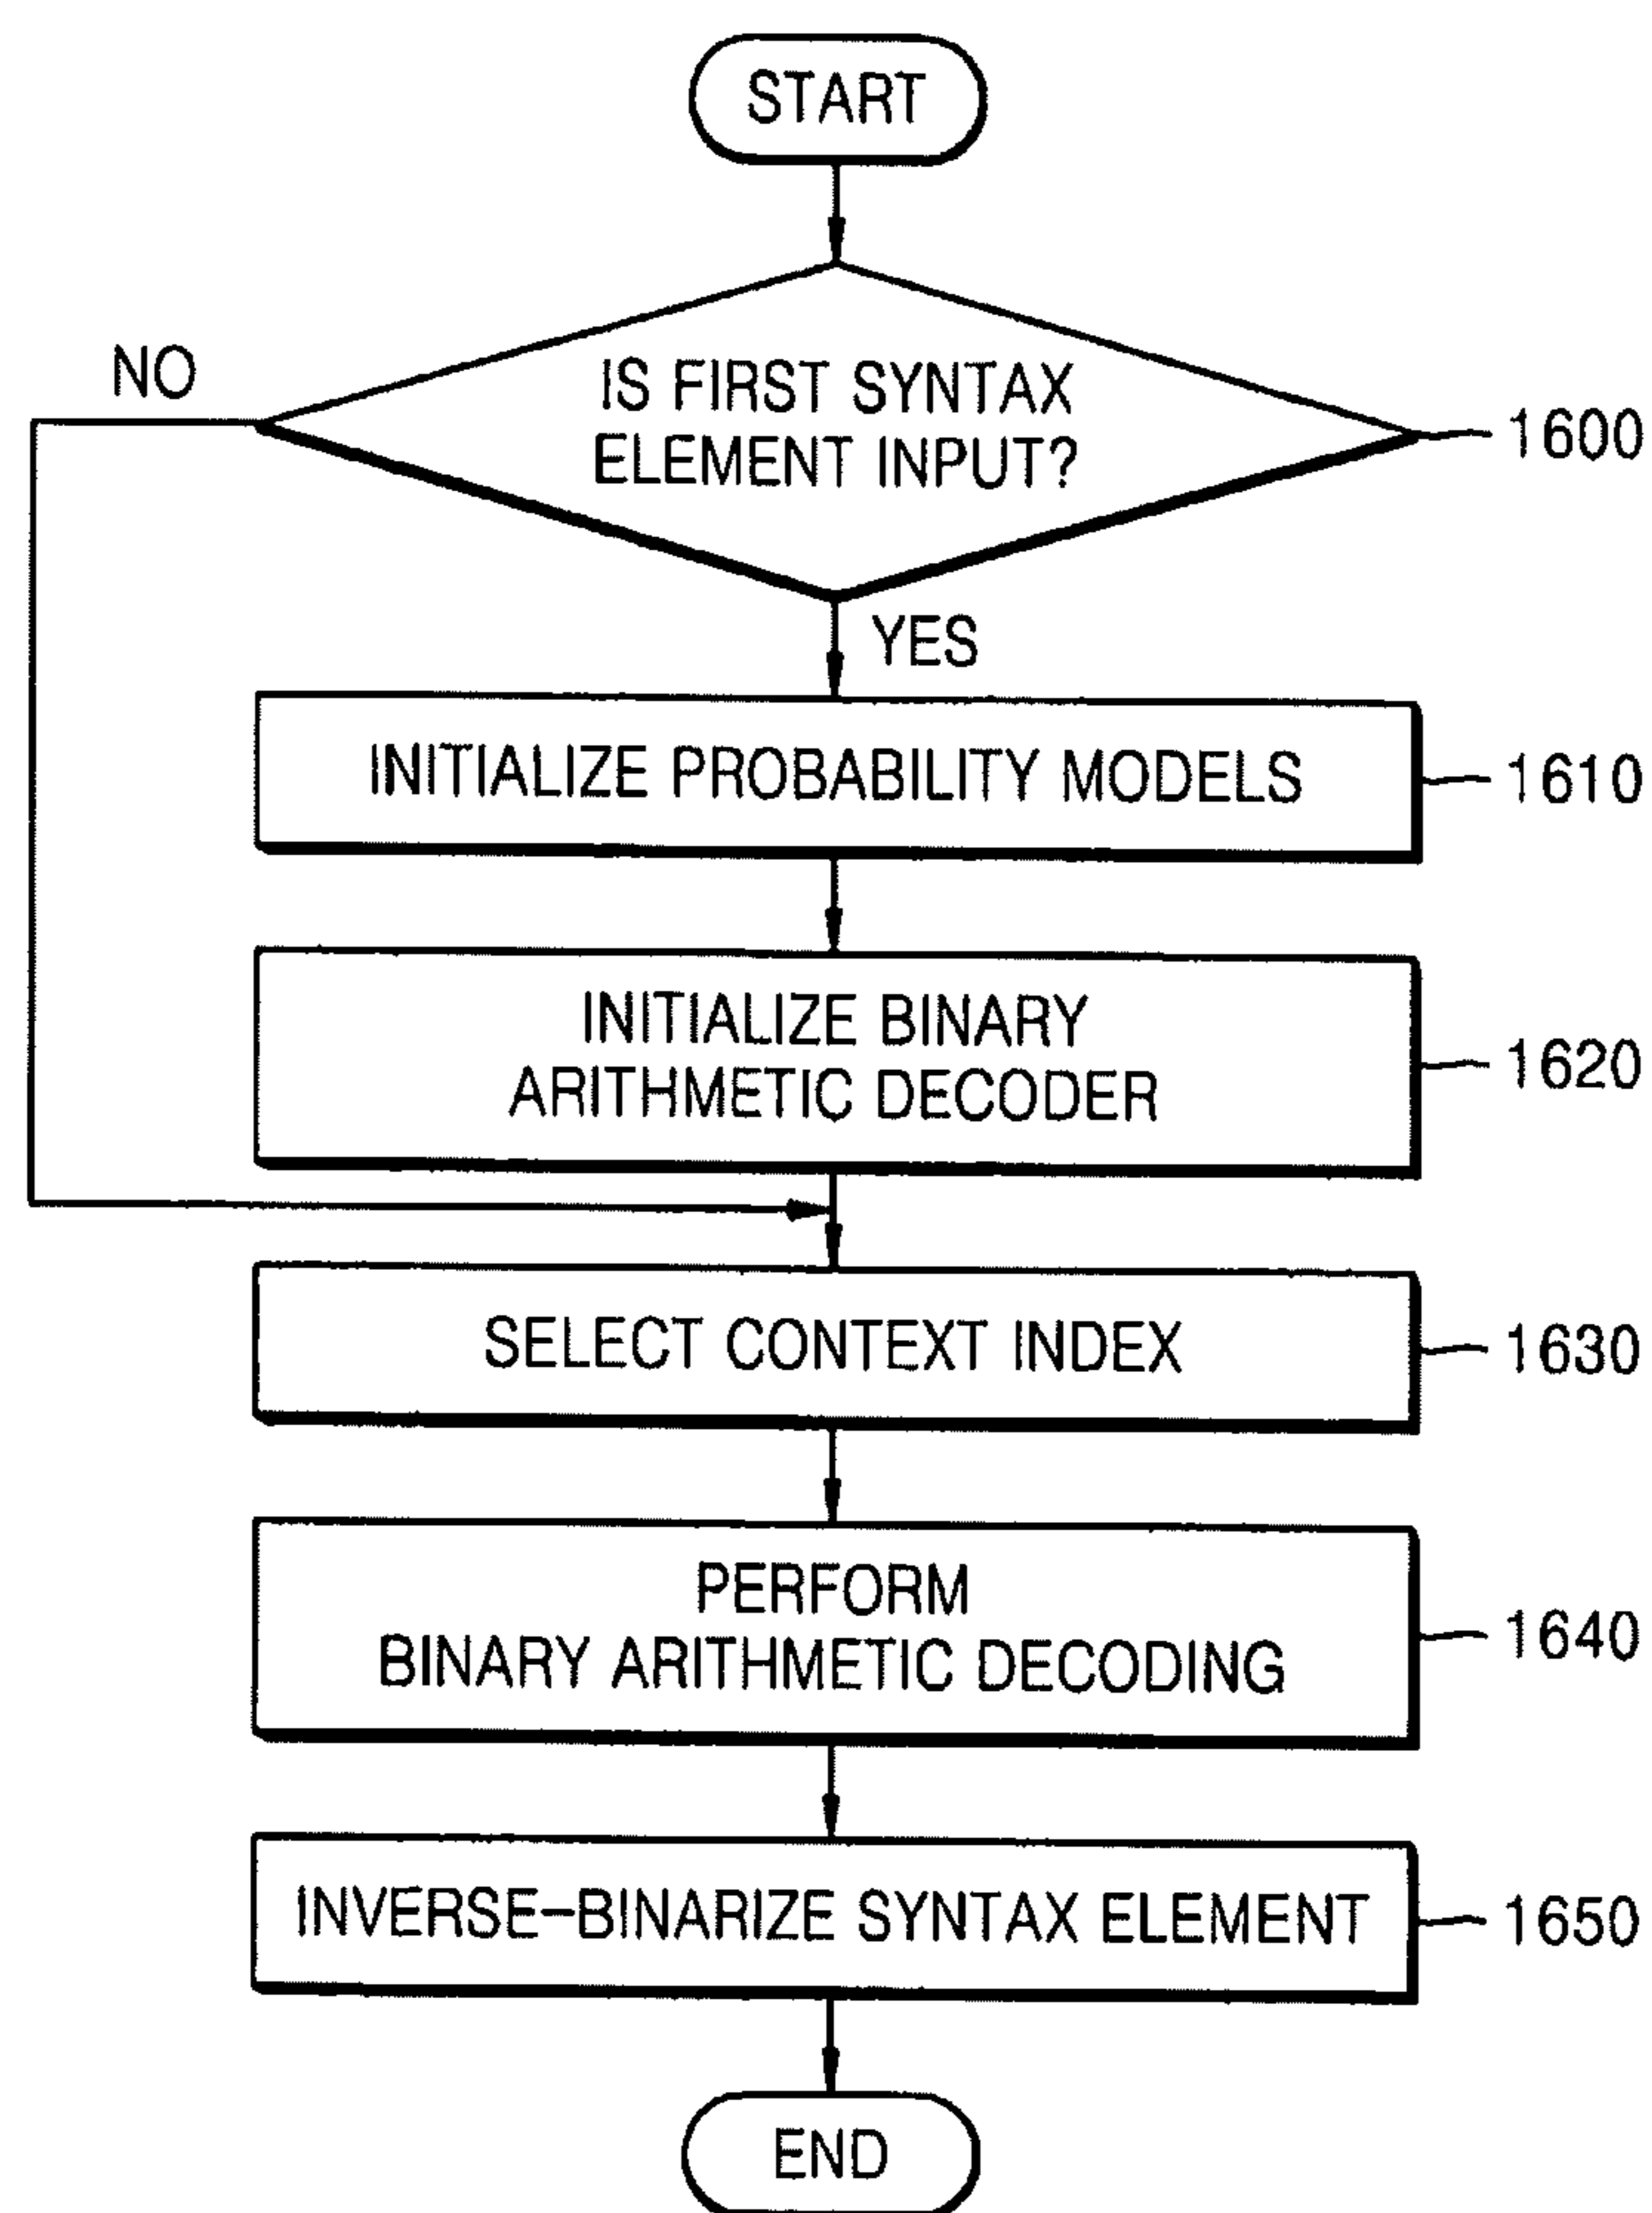 START
NO
IS FIRST SYNTAX
ELEMENT INPUT?
1600
YES
INITIALIZE PROBABILITY MODELS
1610
INITIALIZE BINARY
ARITHMETIC DECODER
1620
SELECT CONTEXT INDEX
1630
PERFORM
BINARY ARITHMETIC DECODING
1640
INVERSE-BINARIZE SYNTAX ELEMENT
1650
END